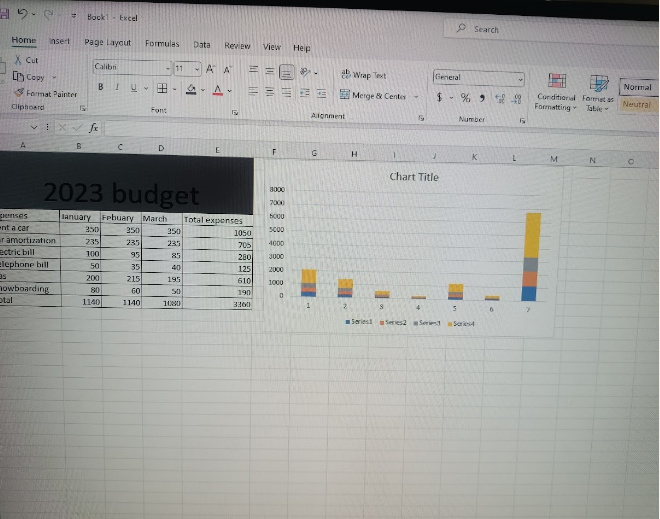 Book1 - Excel
Search
Home Insert Page Layout Formulas Data Review View Help
Cut
Copy
Format Painter
Clipboard
Calibri 11 A A
B I U A
Font
Wrap Text
Merge & Center
Alignment
General
$ % 9
Number
Conditional Formatting
Format as Table
Normal
Neutral
fx
A B C D E F G H I J K L M N O
2023 budget
penses January Febuary March Total expenses
nt a car 350 350 350 1050
r amortization 235 235 235 705
ectric bill 100 95 85 280
lephone bill 50 35 40 125
as 200 215 195 610
nowboarding 80 60 50 190
otal 1140 1140 1080 3360
Chart Title
8000
7000
6000
5000
4000
3000
2000
1000
0
1 2 3 4 5 6 7
Series1 Series2 Series3 Series4